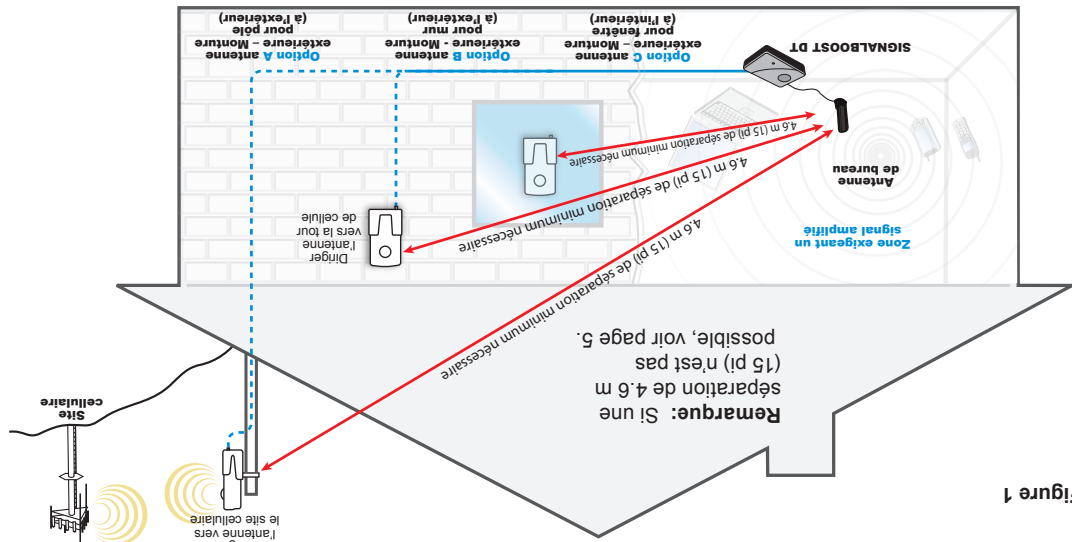 Figure 1
l'antenne vers
le site cellulaire
Site
cellulaire
Remarque: Si une
séparation de 4.6 m
(15 pi) n'est pas
possible, voir page 5.
4.6 m (15 pi) de séparation minimum nécessaire
Zone exigeant un
signal amplifié
4.6 m (15 pi) de séparation minimum nécessaire
Diriger
l'antenne
vers la tour
de cellule
Antenne
de bureau
4.6 m (15 pi) de séparation minimum nécessaire
SIGNALBOOST DT
Option C antenne
extérieure – Monture
pour fenêtre
(à l'intérieur)
Option B antenne
extérieure - Monture
pour mur
(à l'extérieur)
Option A antenne
extérieure – Monture
pour pôle
(à l'extérieur)